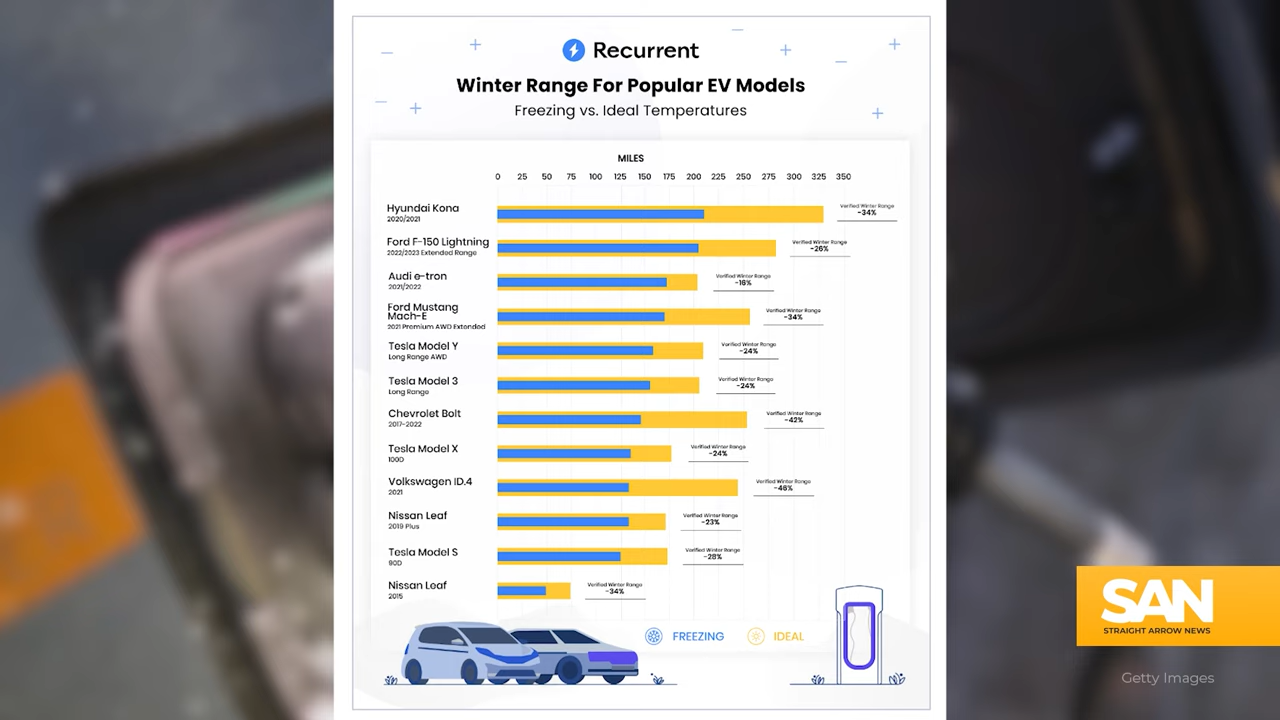 Recurrent
Winter Range For Popular EV Models
Freezing vs. Ideal Temperatures
MILES
0 25 50 75 100 125 150 175 200 225 250 275 300 325 350
Hyundai Kona
2020/2021
Verified Winter Range
-34%
Ford F-150 Lightning
2022/2023 Extended Range
Verified Winter Range
-26%
Audi e-tron
2021/2022
Verified Winter Range
-16%
Ford Mustang
Mach-E
2021 Premium AWD Extended
Verified Winter Range
-34%
Tesla Model Y
Long Range AWD
Verified Winter Range
-24%
Tesla Model 3
Long Range
Verified Winter Range
-24%
Chevrolet Bolt
2017-2022
Verified Winter Range
-42%
Tesla Model X
100D
Verified Winter Range
-24%
Volkswagen ID.4
2021
Verified Winter Range
-46%
Nissan Leaf
2019 Plus
Verified Winter Range
-23%
Tesla Model S
90D
Verified Winter Range
-28%
Nissan Leaf
2015
Verified Winter Range
-34%
FREEZING IDEAL
SAN
STRAIGHT ARROW NEWS
Getty Images